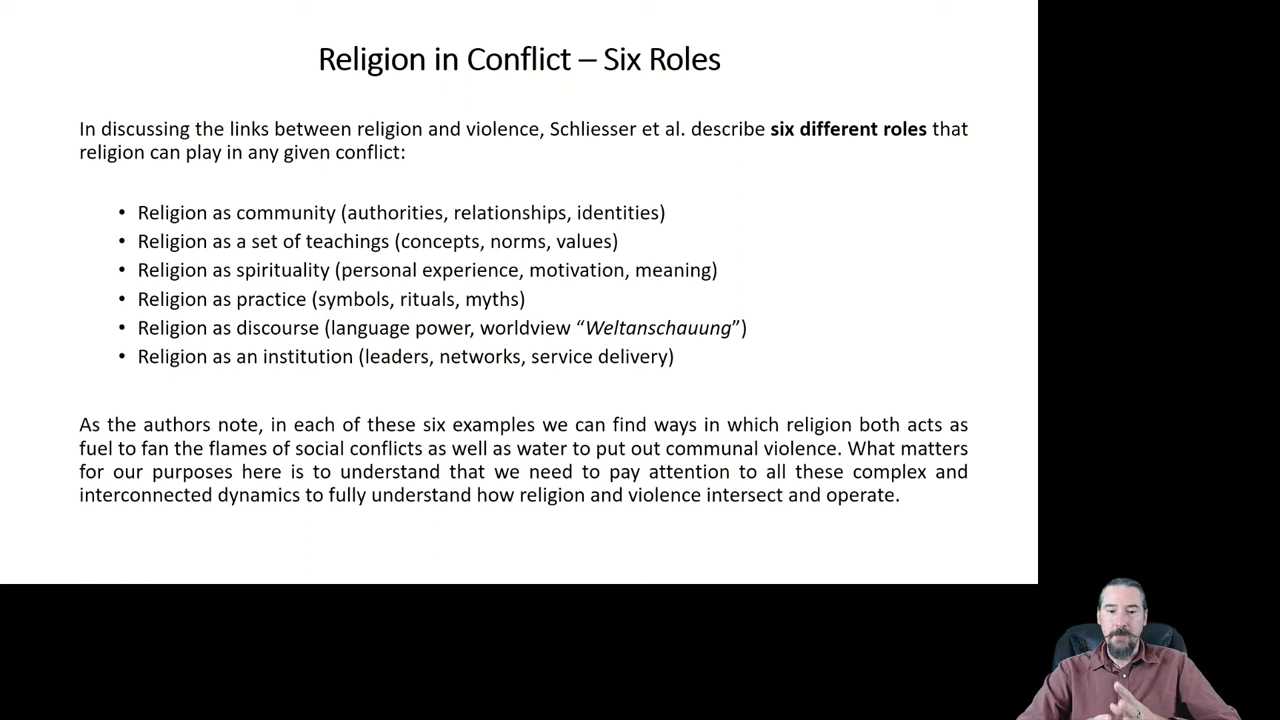 Religion in Conflict – Six Roles
In discussing the links between religion and violence, Schliesser et al. describe six different roles that
religion can play in any given conflict:
• Religion as community (authorities, relationships, identities)
• Religion as a set of teachings (concepts, norms, values)
• Religion as spirituality (personal experience, motivation, meaning)
• Religion as practice (symbols, rituals, myths)
• Religion as discourse (language power, worldview “Weltanschauung”)
• Religion as an institution (leaders, networks, service delivery)
As the authors note, in each of these six examples we can find ways in which religion both acts as
fuel to fan the flames of social conflicts as well as water to put out communal violence. What matters
for our purposes here is to understand that we need to pay attention to all these complex and
interconnected dynamics to fully understand how religion and violence intersect and operate.